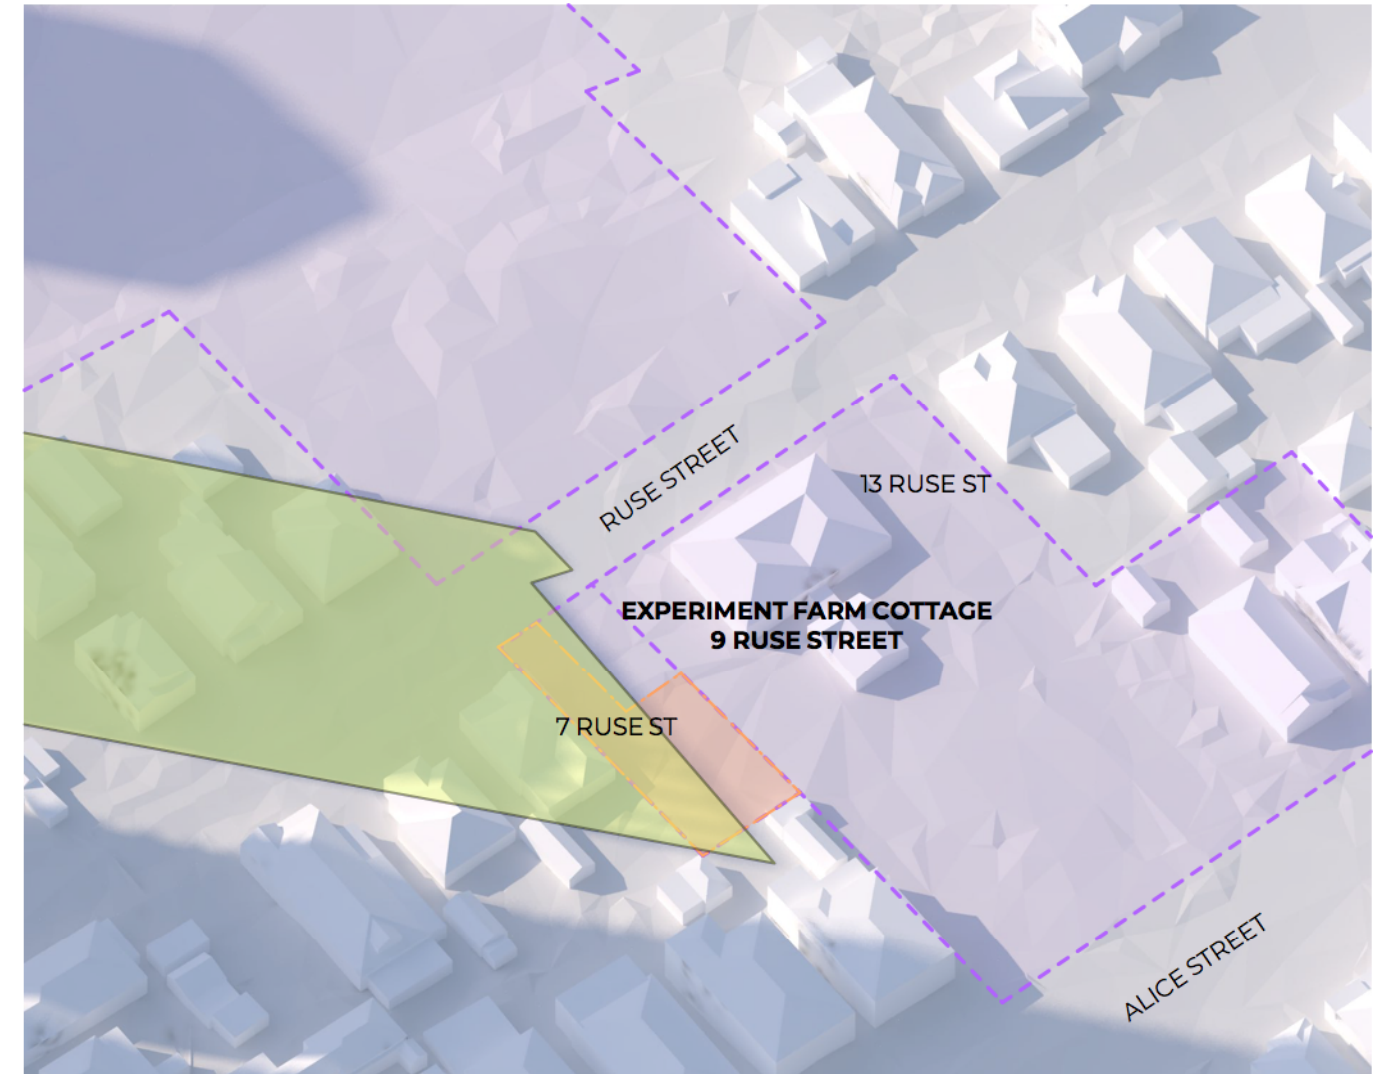 RUSE STREET
13 RUSE ST
EXPERIMENT FARM COTTAGE
9 RUSE STREET
7 RUSE ST
ALICE STREET